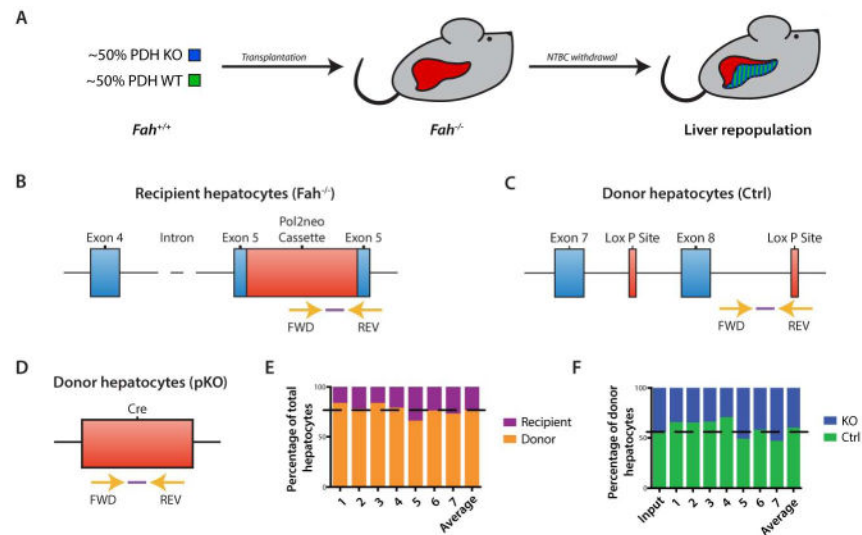 A
~50% PDH KO
~50% PDH WT
Transplantation
NTBC withdrawal
Fah+/+
Fah-/-
Liver repopulation
B
Recipient hepatocytes (Fah-/-)
Pol2neo
Cassette
Exon 4
Intron
Exon 5
Exon 5
FWD
REV
C
Donor hepatocytes (Ctrl)
Exon 7
Lox P Site
Exon 8
Lox P Site
FWD
REV
D
Donor hepatocytes (pKO)
Cre
FWD
REV
E
Percentage of total
hepatocytes
100
50
0
1
2
3
4
5
6
7
Average
Recipient
Donor
F
Percentage of donor
hepatocytes
100
50
0
Input
1
2
3
4
5
6
7
Average
KO
Ctrl